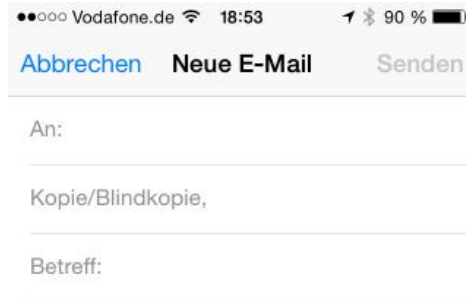 Vodafone.de 18:53 90 %
Abbrechen Neue E-Mail Senden
An:
Kopie/Blindkopie,
Betreff: